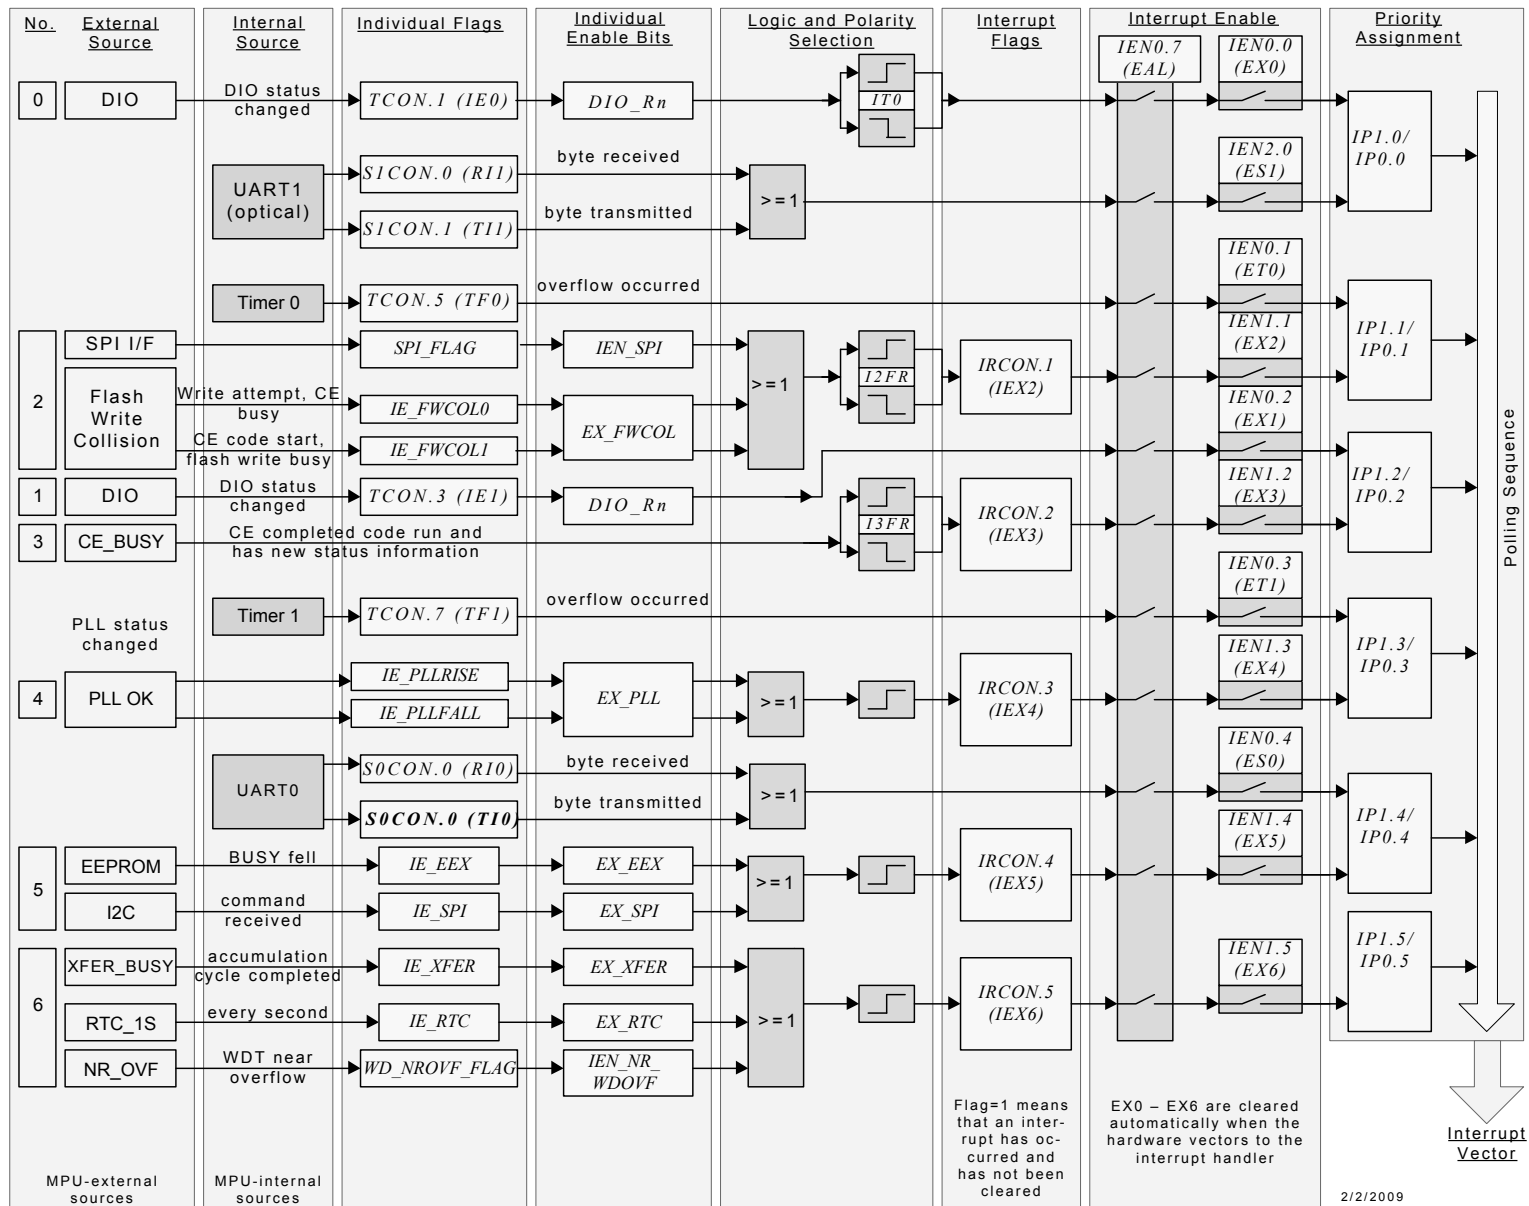 No.
External
Source
Internal
Source
Individual Flags
Individual
Enable Bits
Logic and Polarity
Selection
Interrupt
Flags
Interrupt Enable
Priority
Assignment
IEN0.7
(EAL)
IEN0.0
(EX0)
0
DIO
DIO status
changed
TCON.1 (IE0)
DIO_Rn
IT0
IP1.0/
IP0.0
UART1
(optical)
S1CON.0 (RI1)
byte received
S1CON.1 (TI1)
byte transmitted
>=1
IEN2.0
(ES1)
Timer 0
TCON.5 (TF0)
overflow occurred
IEN0.1
(ET0)
IP1.1/
IP0.1
2
SPI I/F
SPI_FLAG
IEN_SPI
Flash
Write
Collision
Write attempt, CE
busy
IE_FWCOL0
CE code start,
flash write busy
IE_FWCOL1
EX_FWCOL
>=1
I2FR
IRCON.1
(IEX2)
IEN1.1
(EX2)
IEN0.2
(EX1)
IP1.2/
IP0.2
1
DIO
DIO status
changed
TCON.3 (IE1)
DIO_Rn
3
CE_BUSY
CE completed code run and
has new status information
I3FR
IRCON.2
(IEX3)
IEN1.2
(EX3)
Polling Sequence
Timer 1
TCON.7 (TF1)
overflow occurred
IEN0.3
(ET1)
IP1.3/
IP0.3
PLL status
changed
4
PLL OK
IE_PLLRISE
IE_PLLFALL
EX_PLL
>=1
IRCON.3
(IEX4)
IEN1.3
(EX4)
UART0
S0CON.0 (RI0)
byte received
S0CON.0 (TI0)
byte transmitted
>=1
IEN0.4
(ES0)
IP1.4/
IP0.4
5
EEPROM
BUSY fell
IE_EEX
EX_EEX
I2C
command
received
IE_SPI
EX_SPI
>=1
IRCON.4
(IEX5)
IEN1.4
(EX5)
6
XFER_BUSY
accumulation
cycle completed
IE_XFER
EX_XFER
RTC_1S
every second
IE_RTC
EX_RTC
NR_OVF
WDT near
overflow
WD_NROVF_FLAG
IEN_NR_
WDOVF
>=1
IRCON.5
(IEX6)
IEN1.5
(EX6)
IP1.5/
IP0.5
Flag=1 means
that an inter-
rupt has oc-
curred and
has not been
cleared
EX0 – EX6 are cleared
automatically when the
hardware vectors to the
interrupt handler
Interrupt
Vector
MPU-external
sources
MPU-internal
sources
2/2/2009